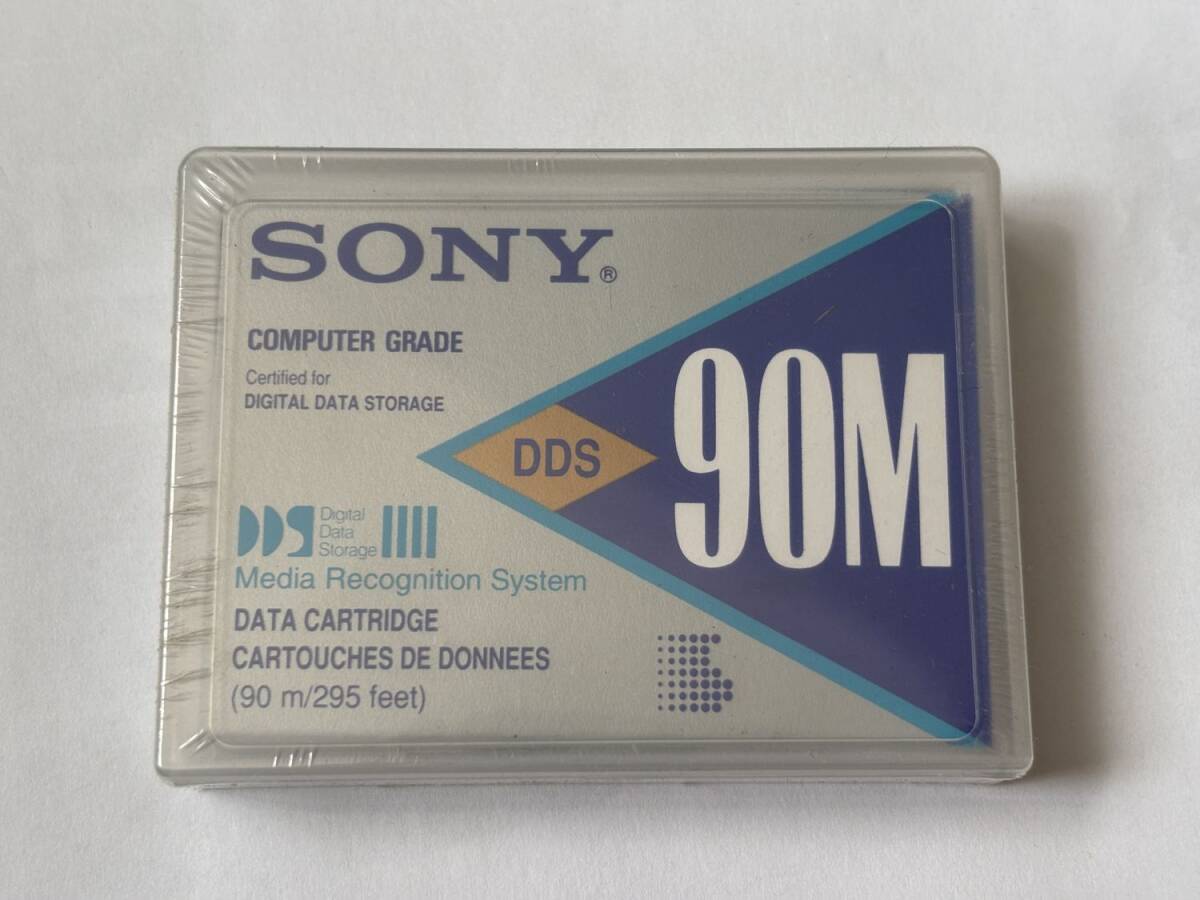 SONY®
COMPUTER GRADE
Certified for
DIGITAL DATA STORAGE
DDS
90M
DDS Digital
Data
Storage
Media Recognition System
DATA CARTRIDGE
CARTOUCHES DE DONNEES
(90 m/295 feet)